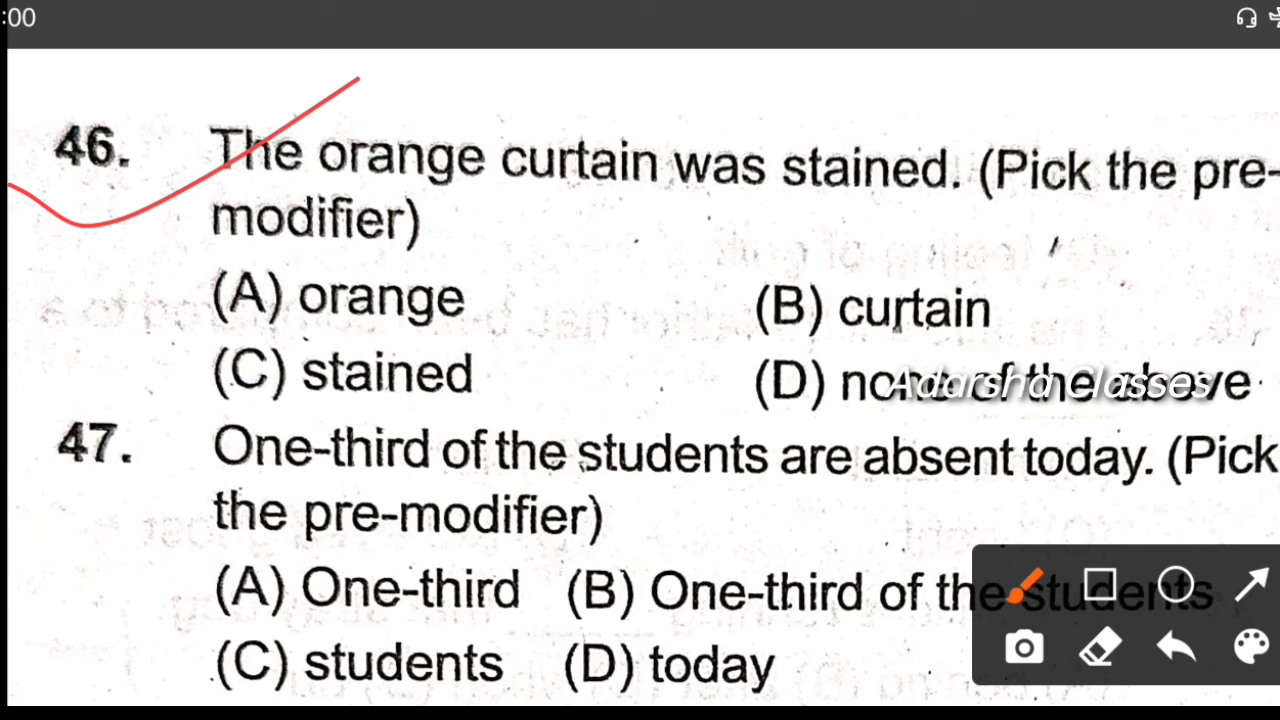 :00
46. The orange curtain was stained. (Pick the pre-
modifier)
(A) orange (B) curtain
(C) stained (D) none of the above
Adarsha Classes
47. One-third of the students are absent today. (Pick
the pre-modifier)
(A) One-third (B) One-third of the students
(C) students (D) today